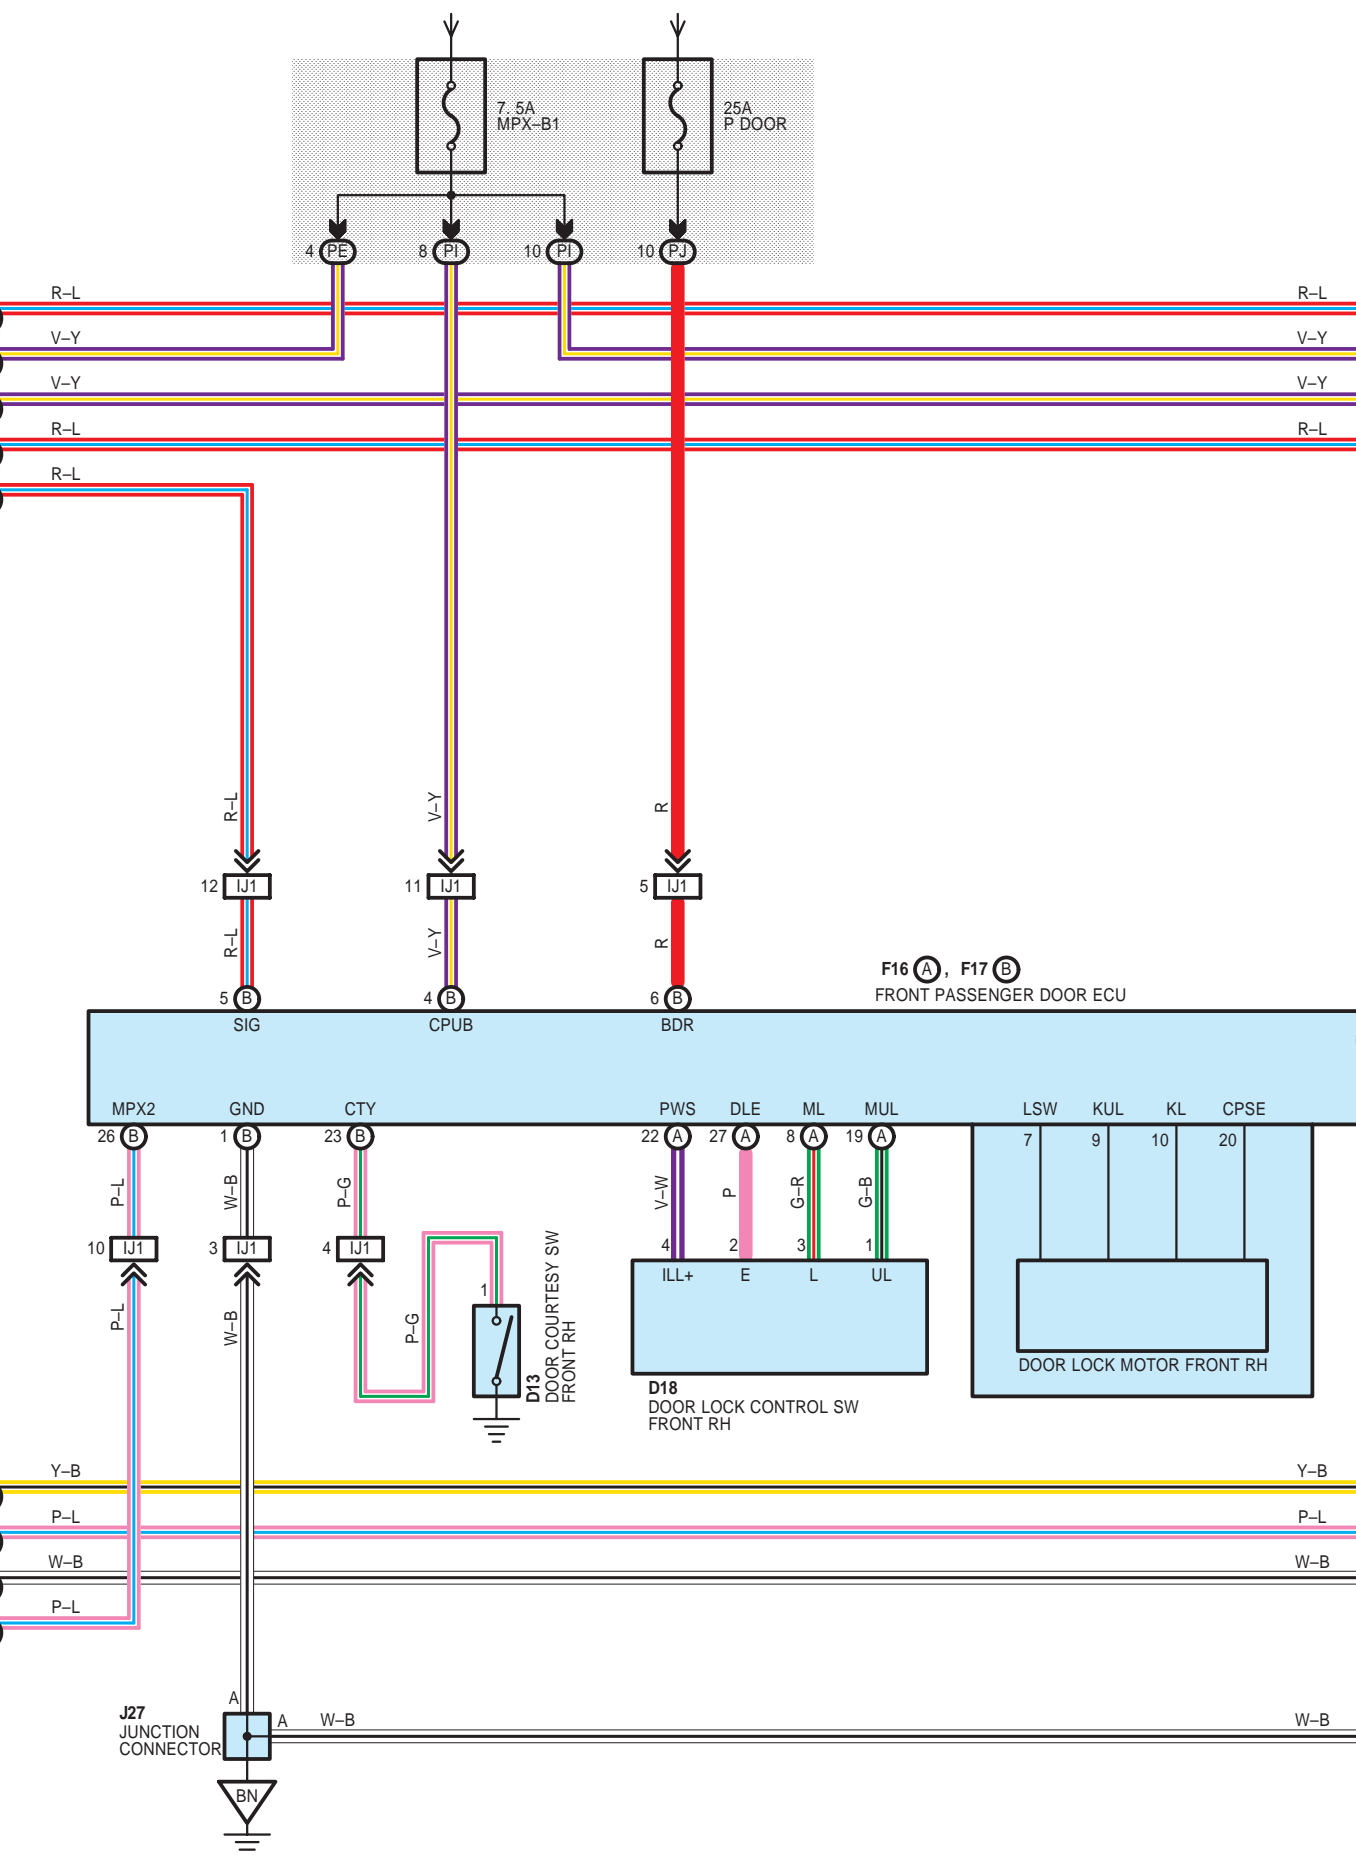 7. 5A
MPX–B1
25A
P DOOR
4 PE
8 PI
10 PI
10 PJ
R–L
R–L
V–Y
V–Y
V–Y
V–Y
R–L
R–L
R–L
R–L
V–Y
R
12 IJ1
11 IJ1
5 IJ1
R–L
V–Y
R
F16 A , F17 B
FRONT PASSENGER DOOR ECU
5 B
4 B
6 B
SIG
CPUB
BDR
MPX2
GND
CTY
PWS
DLE
ML
MUL
LSW
KUL
KL
CPSE
26 B
1 B
23 B
22 A
27 A
8 A
19 A
7
9
10
20
P–L
W–B
P–G
V–W
P
G–R
G–B
10 IJ1
3 IJ1
4 IJ1
4
2
3
1
ILL+
E
L
UL
P–L
W–B
P–G
1
D13
DOOR COURTESY SW
FRONT RH
D18
DOOR LOCK CONTROL SW
FRONT RH
DOOR LOCK MOTOR FRONT RH
Y–B
Y–B
P–L
P–L
W–B
W–B
P–L
A
J27
JUNCTION
CONNECTOR
A
W–B
W–B
BN